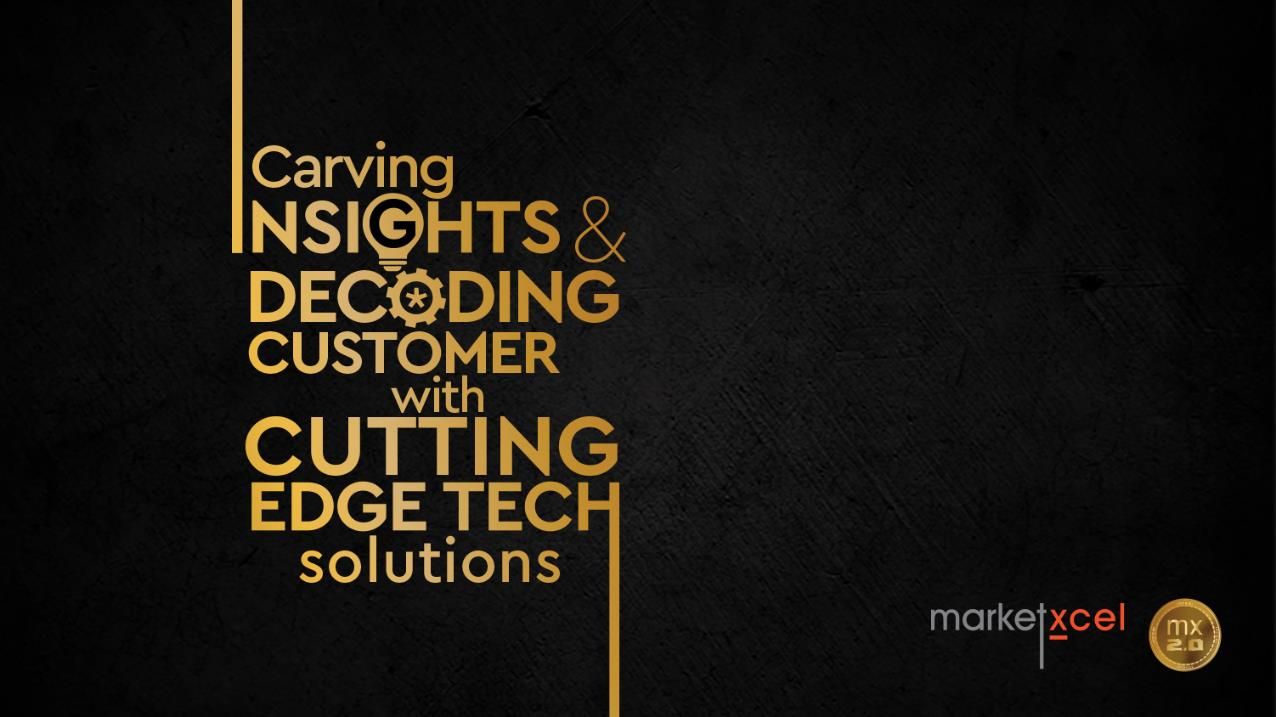 Carving
INSIGHTS &
DECODING
CUSTOMER
with
CUTTING
EDGE TECH
solutions
marketxcel
mx
2.0